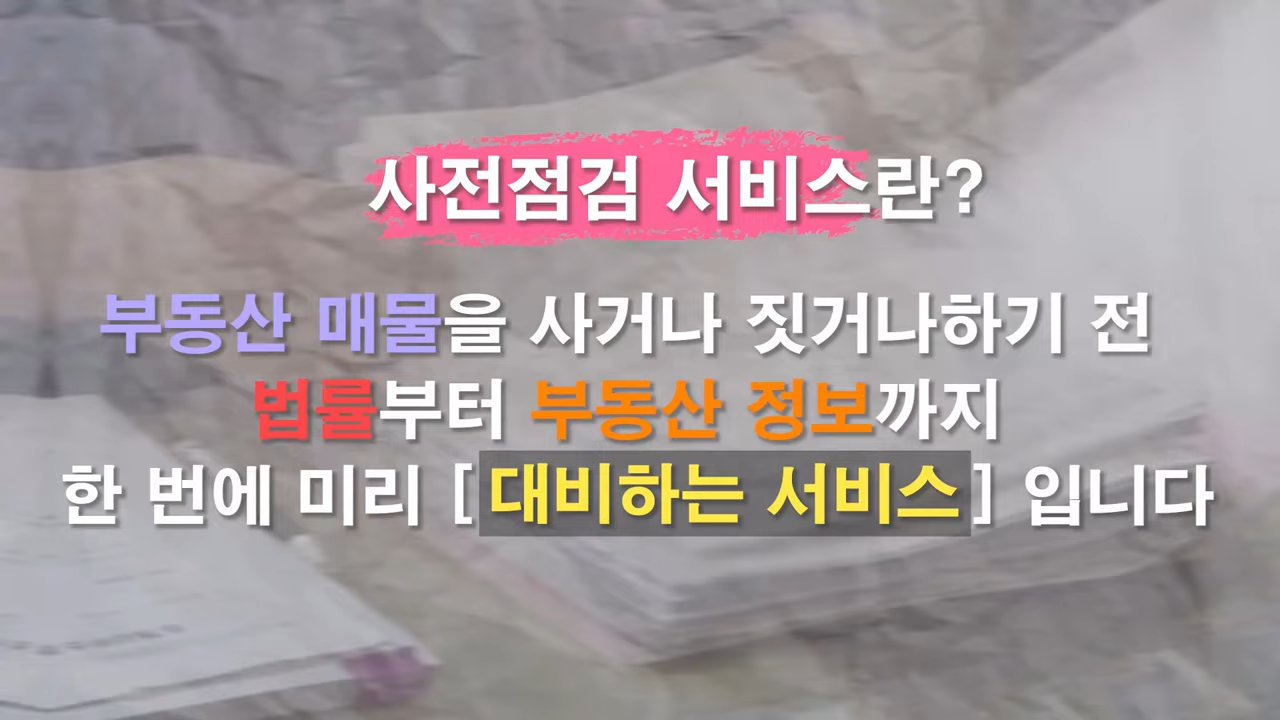 사전점검 서비스란?
부동산 매물을 사거나 짓거나하기 전
법률부터 부동산 정보까지
한 번에 미리 [대비하는 서비스] 입니다